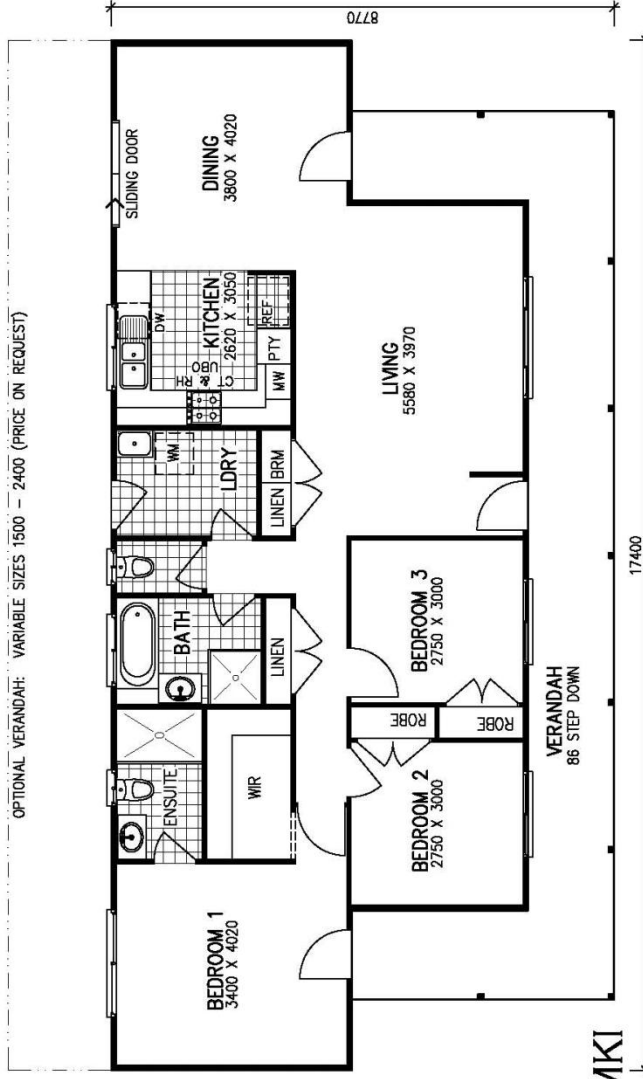 OPTIONAL VERANDAH: VARIABLE SIZES 1500 – 2400 (PRICE ON REQUEST)
8770
SLIDING DOOR
DINING
3800 X 4020
DW
KITCHEN
2620 X 3050
CT & RH
UBO
REF
PTY
MW
WM
LDRY
LINEN
BRM
BATH
LINEN
ENSUITE
WIR
BEDROOM 1
3400 X 4020
LIVING
5580 X 3970
BEDROOM 3
2750 X 3000
ROBE
ROBE
BEDROOM 2
2750 X 3000
VERANDAH
86 STEP DOWN
17400